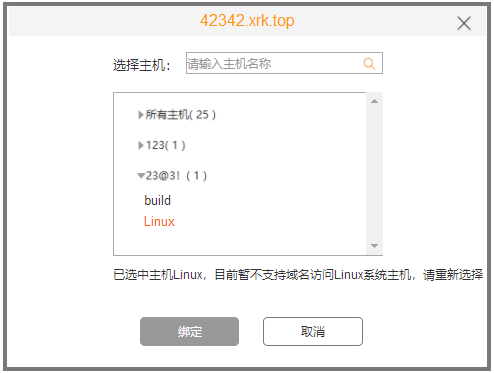 42342.xrk.top
选择主机：
请输入主机名称
所有主机( 25 )
123( 1 )
23@3!（ 1 )
build
Linux
已选中主机Linux，目前暂不支持域名访问Linux系统主机，请重新选择
绑定
取消